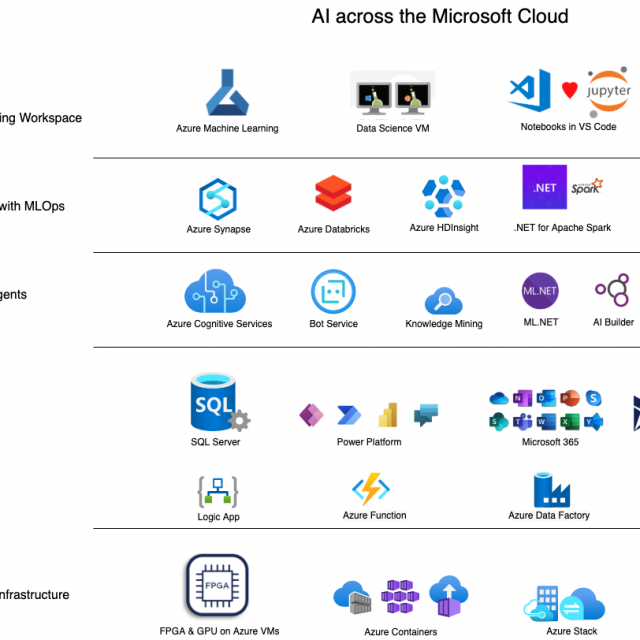 AI across the Microsoft Cloud
ing Workspace
Azure Machine Learning
Data Science VM
jupyter
Notebooks in VS Code
with MLOps
.NET
APACHE
Spark
Azure Synapse
Azure Databricks
Azure HDInsight
.NET for Apache Spark
gents
ML.NET
Azure Cognitive Services
Bot Service
Knowledge Mining
ML.NET
AI Builder
SQL
N O P S
S T W X Y
SQL Server
Power Platform
Microsoft 365
Logic App
Azure Function
Azure Data Factory
nfrastructure
FPGA
FPGA & GPU on Azure VMs
Azure Containers
Azure Stack